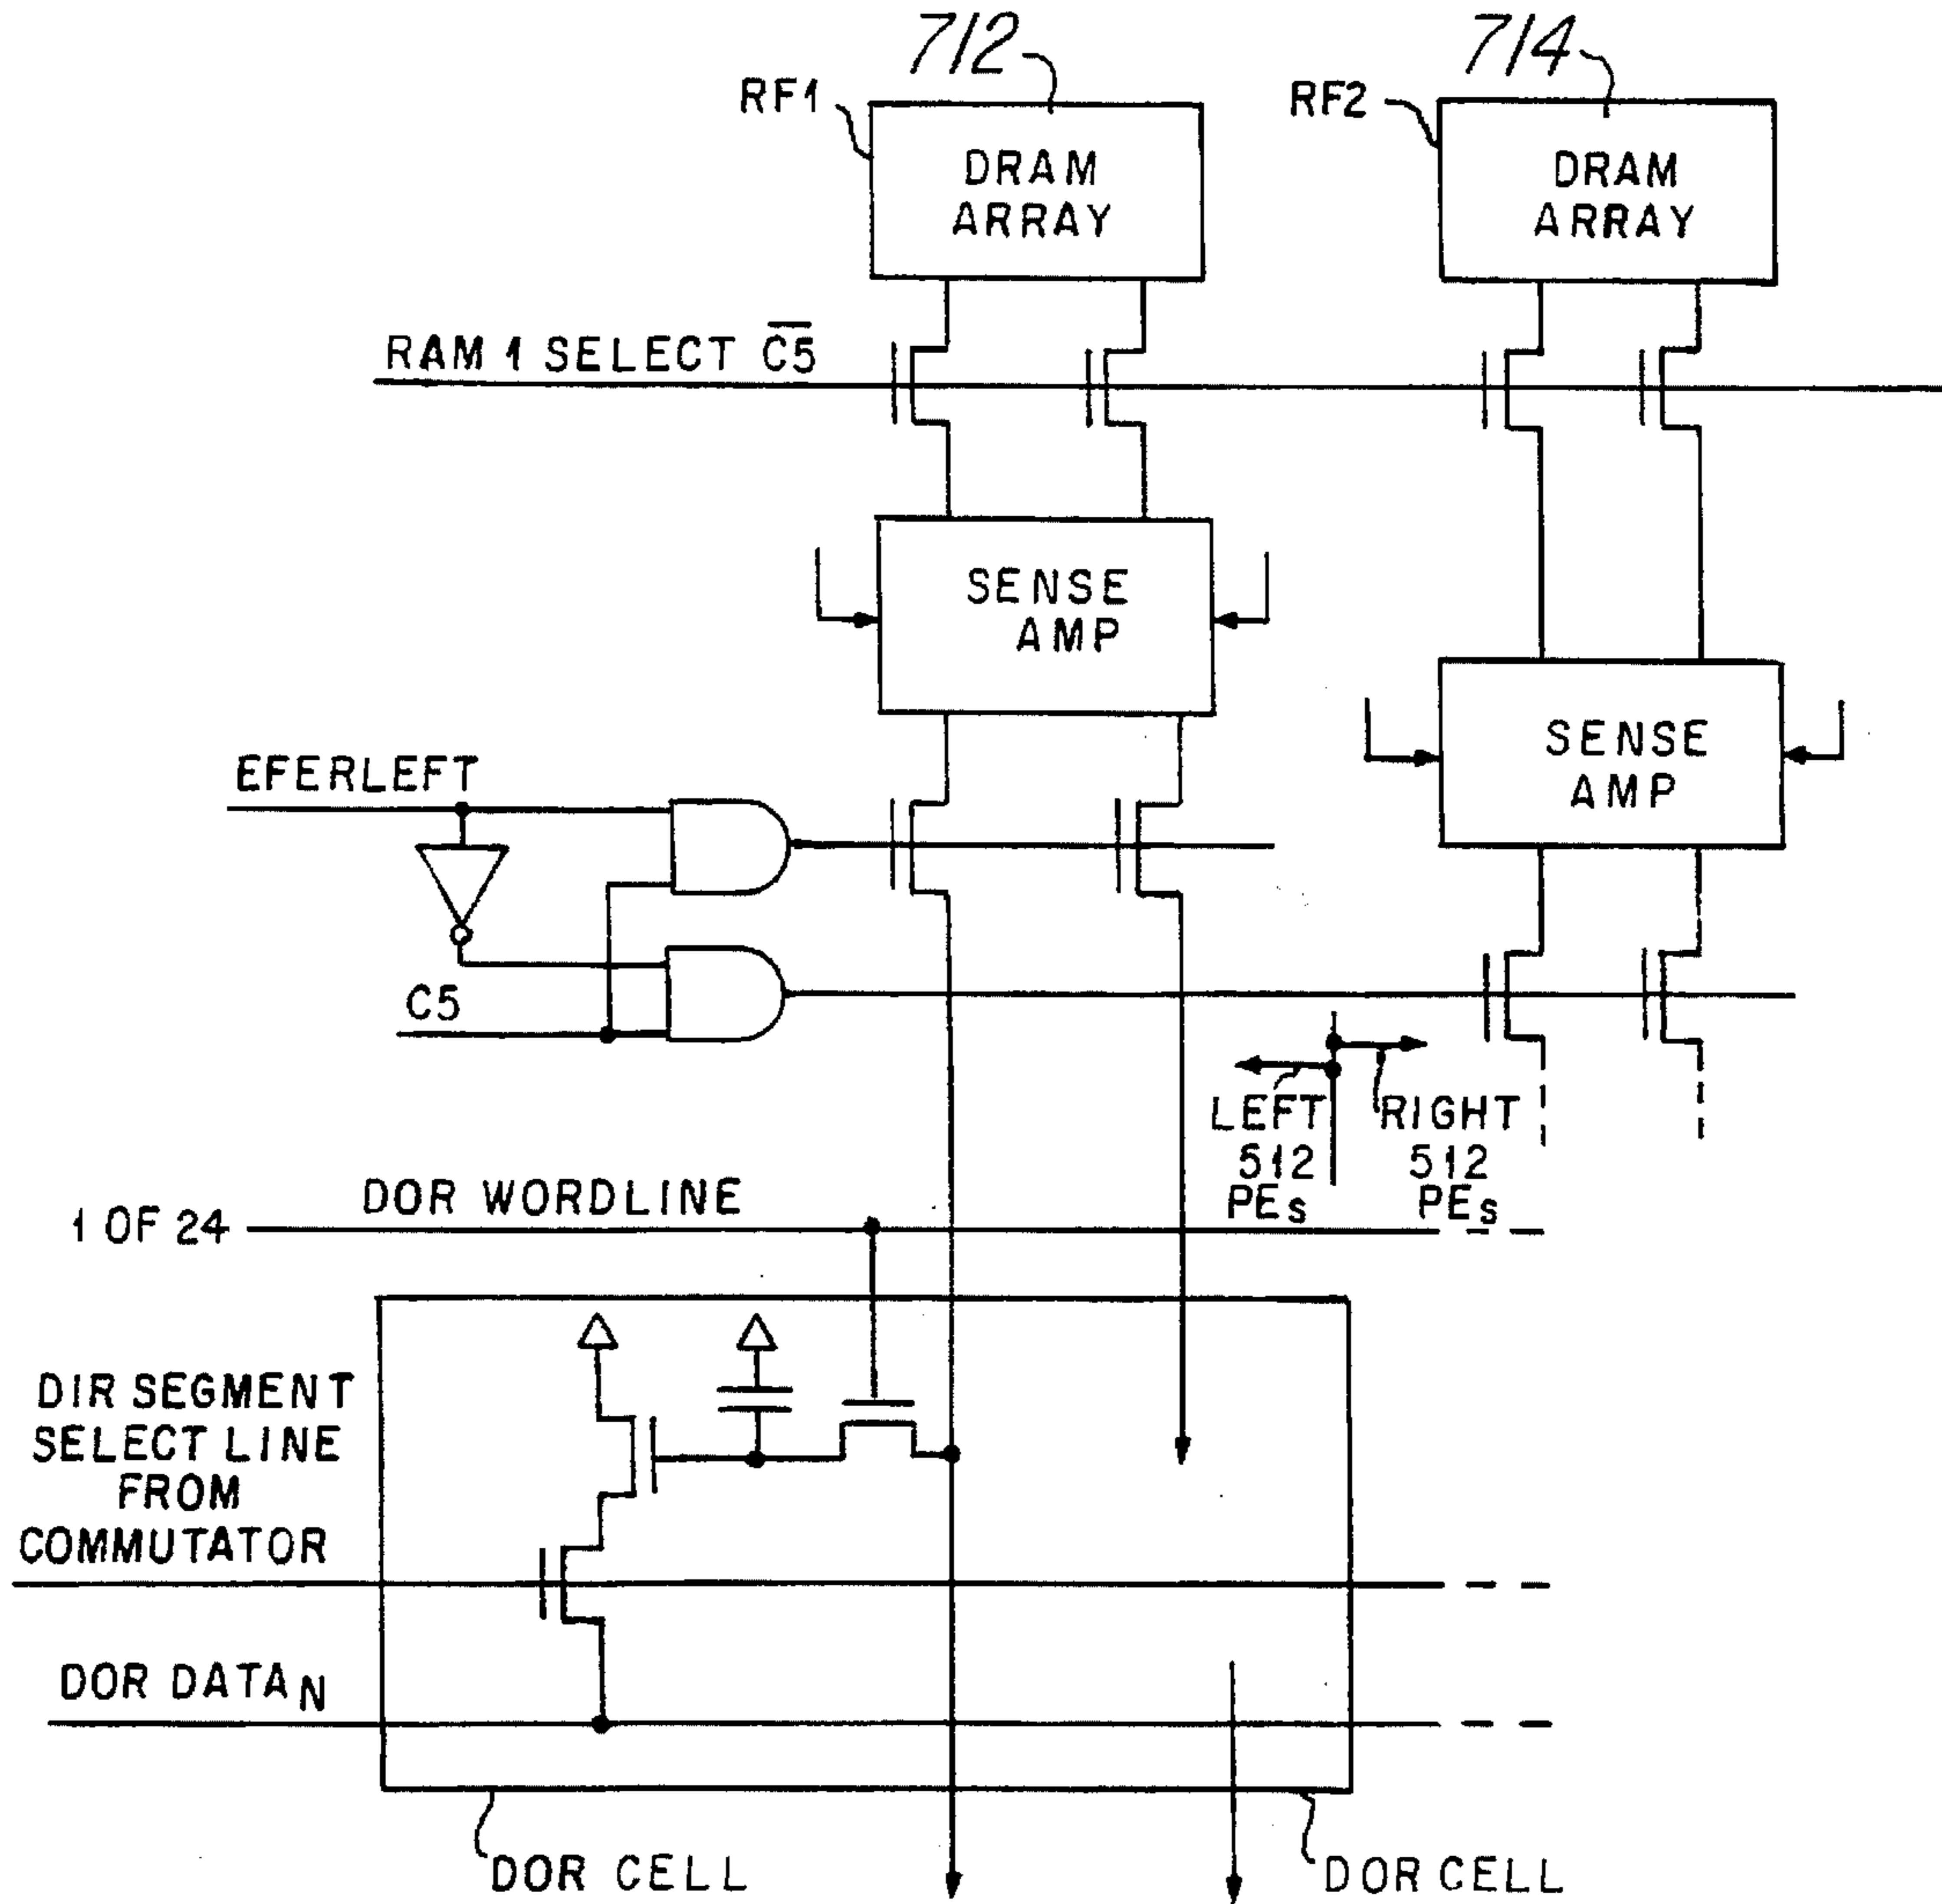 712
714
RF1
RF2
DRAM
ARRAY
DRAM
ARRAY
RAM 1 SELECT C̅5̅
SENSE
AMP
SENSE
AMP
EFERLEFT
C5
LEFT
512
PEs
RIGHT
512
PEs
DOR WORDLINE
1 OF 24
DIR SEGMENT
SELECT LINE
FROM
COMMUTATOR
DOR DATAN
DOR CELL
DOR CELL